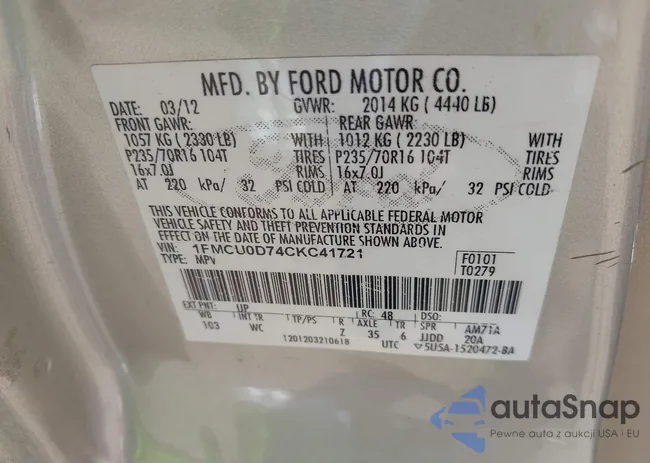 MFD. BY FORD MOTOR CO.
DATE: 03/12 GVWR: 2014 KG ( 4440 LB)
FRONT GAWR: REAR GAWR:
1057 KG ( 2330 LB) WITH 1012 KG ( 2230 LB) WITH
P235/70R16 104T TIRES P235/70R16 104T TIRES
16x7.0J RIMS 16x7.0J RIMS
AT 220 kPa/ 32 PSI COLD AT 220 kPa/ 32 PSI COLD
THIS VEHICLE CONFORMS TO ALL APPLICABLE FEDERAL MOTOR
VEHICLE SAFETY AND THEFT PREVENTION STANDARDS IN
EFFECT ON THE DATE OF MANUFACTURE SHOWN ABOVE.
VIN: 1FMCU0D74CKC41721 F0101
TYPE: MPV T0279
EXT PNT: UP RC: 48 DSO:
WB INT TR TP/PS R AXLE TR SPR AM71A
103 WC Z 35 6 JJDD 20A
1201203210618 UTC 5U5A-1520472-BA
autaSnap
Pewne auta z aukcji USA i EU